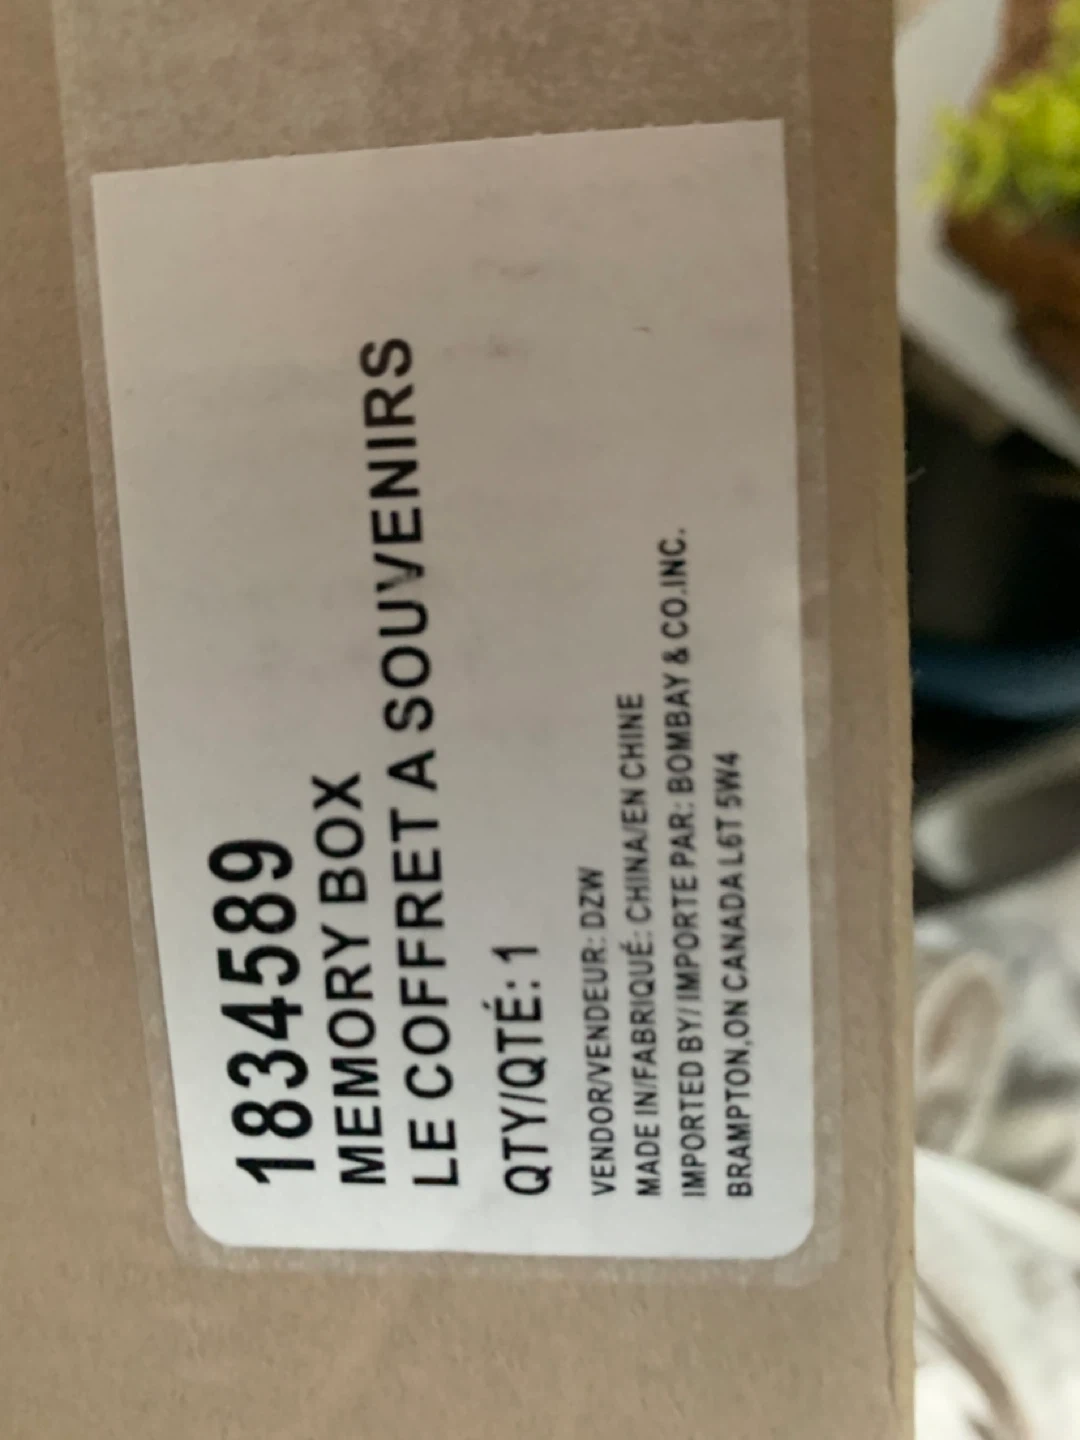 1834589
MEMORY BOX
LE COFFRET A SOUVENIRS
QTY/QTÉ: 1
VENDOR/VENDEUR: DZW
MADE IN/FABRIQUÉ: CHINA/EN CHINE
IMPORTED BY/ IMPORTE PAR: BOMBAY & CO.INC.
BRAMPTON,ON CANADA L6T 5W4